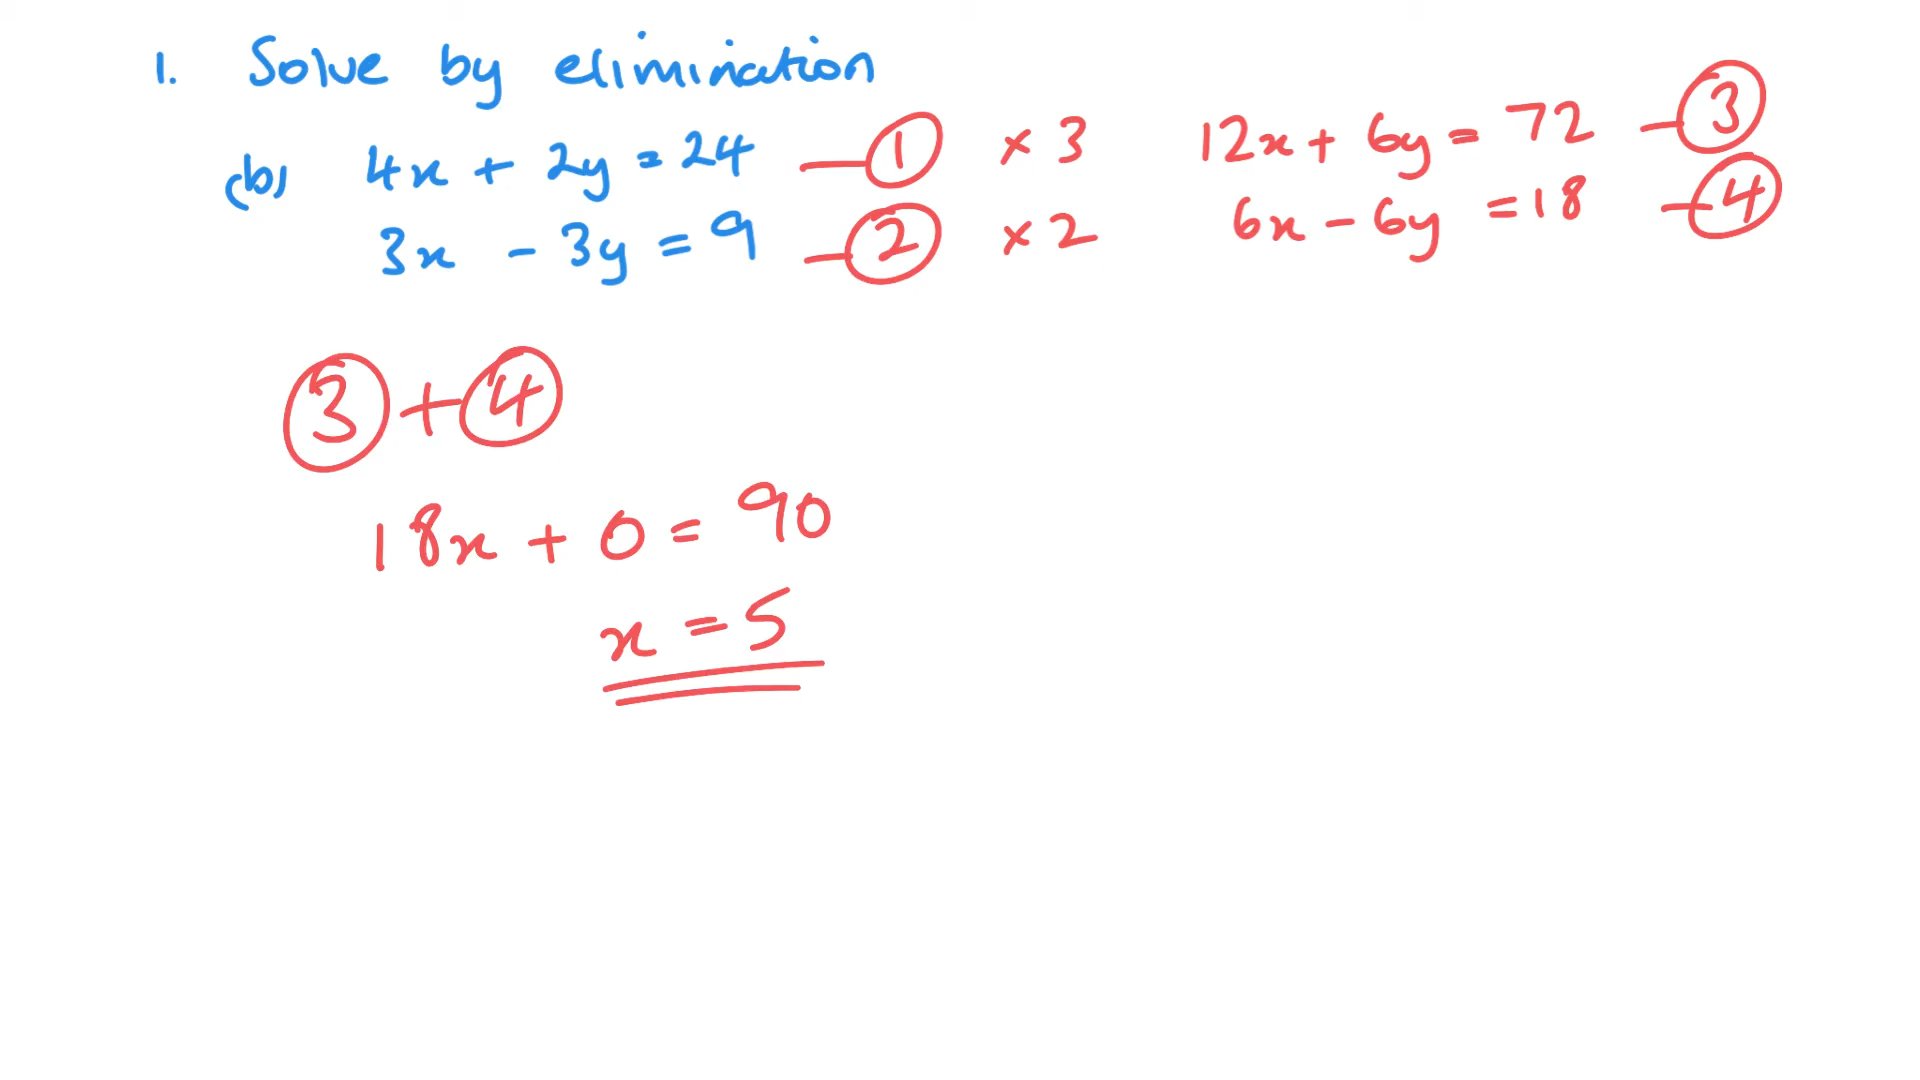 1. Solve by elimination
(b) 4x + 2y = 24 — ① × 3 12x + 6y = 72 — ③
3x - 3y = 9 — ② × 2 6x - 6y = 18 — ④
③ + ④
18x + 0 = 90
x = 5